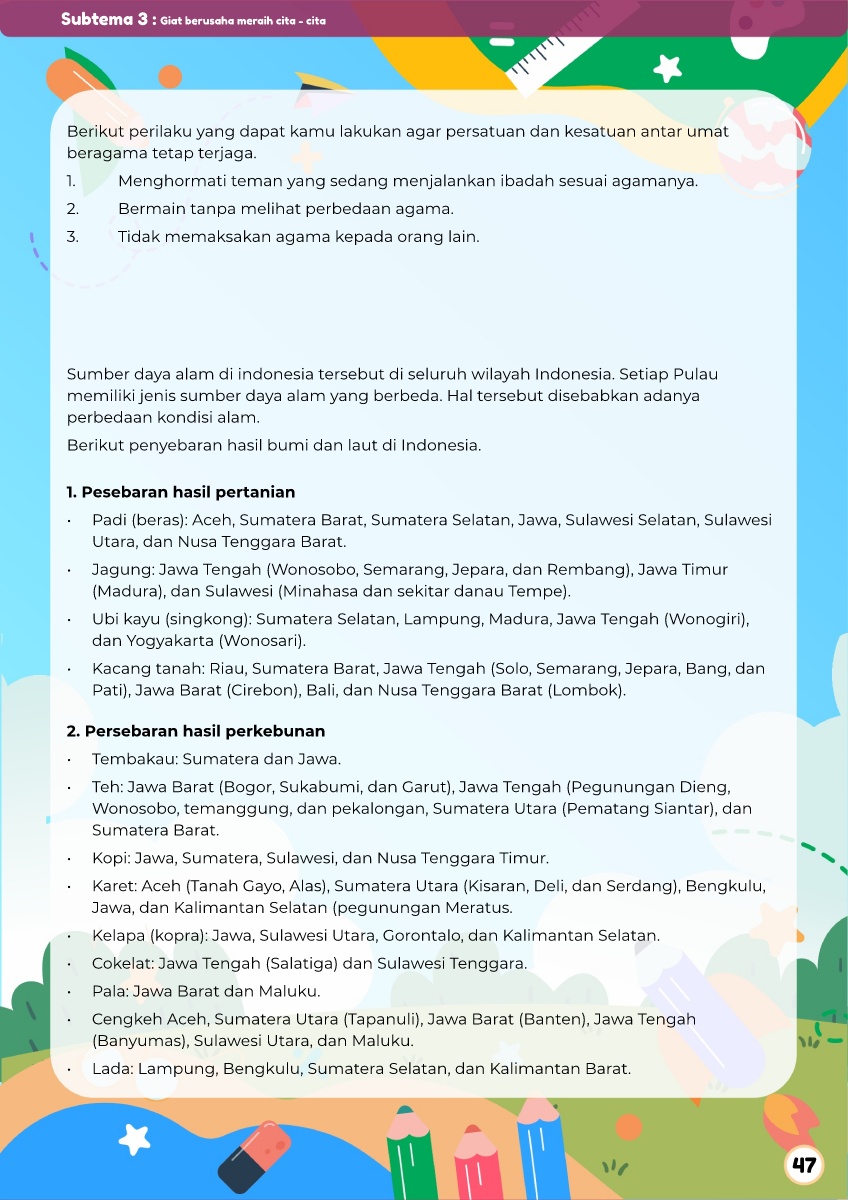 Subtema 3 : Giat berusaha meraih cita - cita
Berikut perilaku yang dapat kamu lakukan agar persatuan dan kesatuan antar umat
beragama tetap terjaga.
1. Menghormati teman yang sedang menjalankan ibadah sesuai agamanya.
2. Bermain tanpa melihat perbedaan agama.
3. Tidak memaksakan agama kepada orang lain.
Sumber daya alam di indonesia tersebut di seluruh wilayah Indonesia. Setiap Pulau
memiliki jenis sumber daya alam yang berbeda. Hal tersebut disebabkan adanya
perbedaan kondisi alam.
Berikut penyebaran hasil bumi dan laut di Indonesia.
1. Pesebaran hasil pertanian
• Padi (beras): Aceh, Sumatera Barat, Sumatera Selatan, Jawa, Sulawesi Selatan, Sulawesi
Utara, dan Nusa Tenggara Barat.
• Jagung: Jawa Tengah (Wonosobo, Semarang, Jepara, dan Rembang), Jawa Timur
(Madura), dan Sulawesi (Minahasa dan sekitar danau Tempe).
• Ubi kayu (singkong): Sumatera Selatan, Lampung, Madura, Jawa Tengah (Wonogiri),
dan Yogyakarta (Wonosari).
• Kacang tanah: Riau, Sumatera Barat, Jawa Tengah (Solo, Semarang, Jepara, Bang, dan
Pati), Jawa Barat (Cirebon), Bali, dan Nusa Tenggara Barat (Lombok).
2. Persebaran hasil perkebunan
• Tembakau: Sumatera dan Jawa.
• Teh: Jawa Barat (Bogor, Sukabumi, dan Garut), Jawa Tengah (Pegunungan Dieng,
Wonosobo, temanggung, dan pekalongan, Sumatera Utara (Pematang Siantar), dan
Sumatera Barat.
• Kopi: Jawa, Sumatera, Sulawesi, dan Nusa Tenggara Timur.
• Karet: Aceh (Tanah Gayo, Alas), Sumatera Utara (Kisaran, Deli, dan Serdang), Bengkulu,
Jawa, dan Kalimantan Selatan (pegunungan Meratus.
• Kelapa (kopra): Jawa, Sulawesi Utara, Gorontalo, dan Kalimantan Selatan.
• Cokelat: Jawa Tengah (Salatiga) dan Sulawesi Tenggara.
• Pala: Jawa Barat dan Maluku.
• Cengkeh Aceh, Sumatera Utara (Tapanuli), Jawa Barat (Banten), Jawa Tengah
(Banyumas), Sulawesi Utara, dan Maluku.
• Lada: Lampung, Bengkulu, Sumatera Selatan, dan Kalimantan Barat.
47